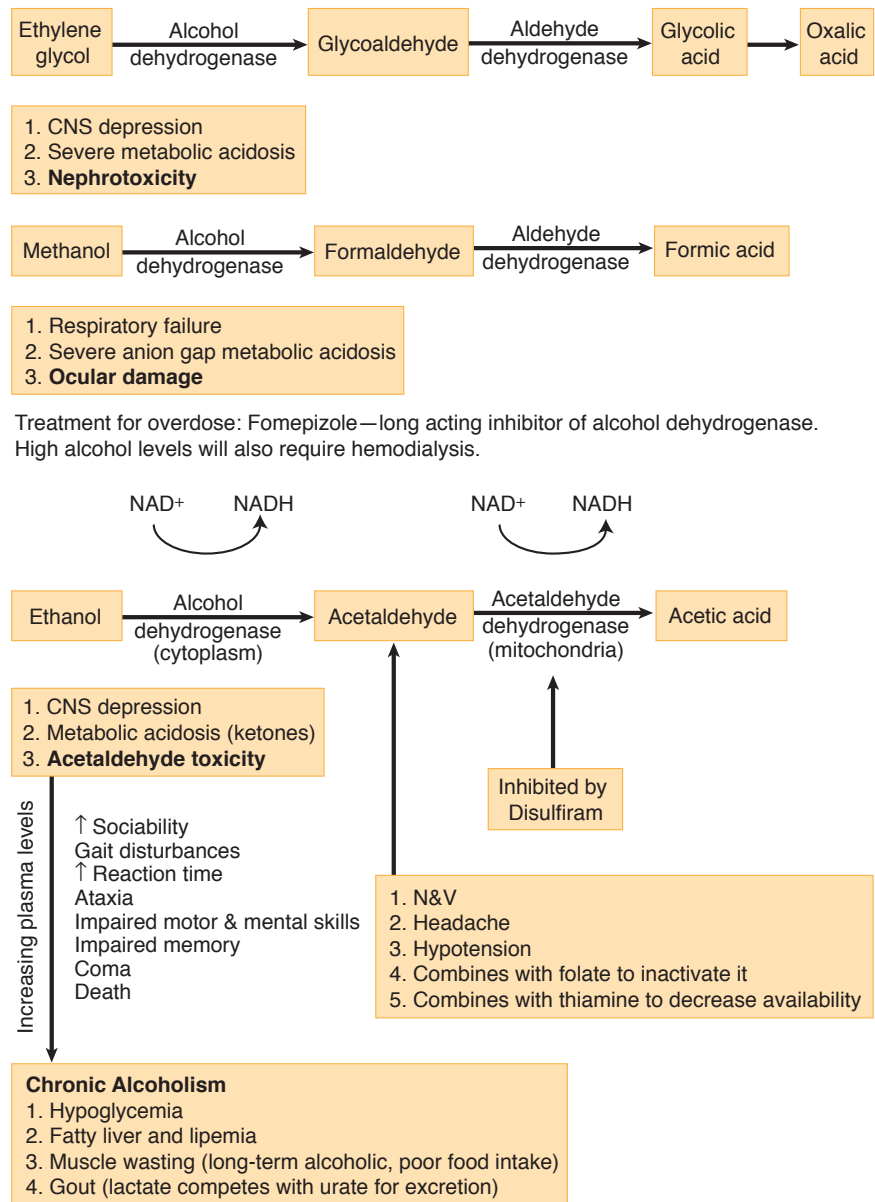 Ethylene glycol
Alcohol dehydrogenase
Glycoaldehyde
Aldehyde dehydrogenase
Glycolic acid
Oxalic acid
1. CNS depression
2. Severe metabolic acidosis
3. Nephrotoxicity
Methanol
Alcohol dehydrogenase
Formaldehyde
Aldehyde dehydrogenase
Formic acid
1. Respiratory failure
2. Severe anion gap metabolic acidosis
3. Ocular damage
Treatment for overdose: Fomepizole—long acting inhibitor of alcohol dehydrogenase.
High alcohol levels will also require hemodialysis.
NAD+
NADH
NAD+
NADH
Ethanol
Alcohol
dehydrogenase
(cytoplasm)
Acetaldehyde
Acetaldehyde
dehydrogenase
(mitochondria)
Acetic acid
1. CNS depression
2. Metabolic acidosis (ketones)
3. Acetaldehyde toxicity
Inhibited by
Disulfiram
Increasing plasma levels
↑ Sociability
Gait disturbances
↑ Reaction time
Ataxia
Impaired motor & mental skills
Impaired memory
Coma
Death
1. N&V
2. Headache
3. Hypotension
4. Combines with folate to inactivate it
5. Combines with thiamine to decrease availability
Chronic Alcoholism
1. Hypoglycemia
2. Fatty liver and lipemia
3. Muscle wasting (long-term alcoholic, poor food intake)
4. Gout (lactate competes with urate for excretion)